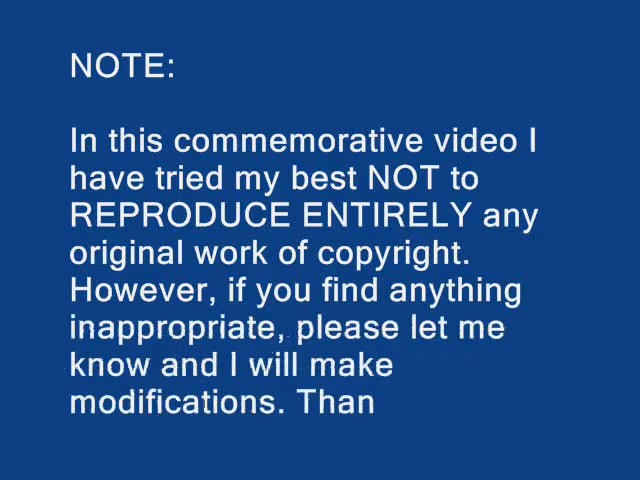 NOTE:
In this commemorative video I
have tried my best NOT to
REPRODUCE ENTIRELY any
original work of copyright.
However, if you find anything
inappropriate, please let me
know and I will make
modifications. Than